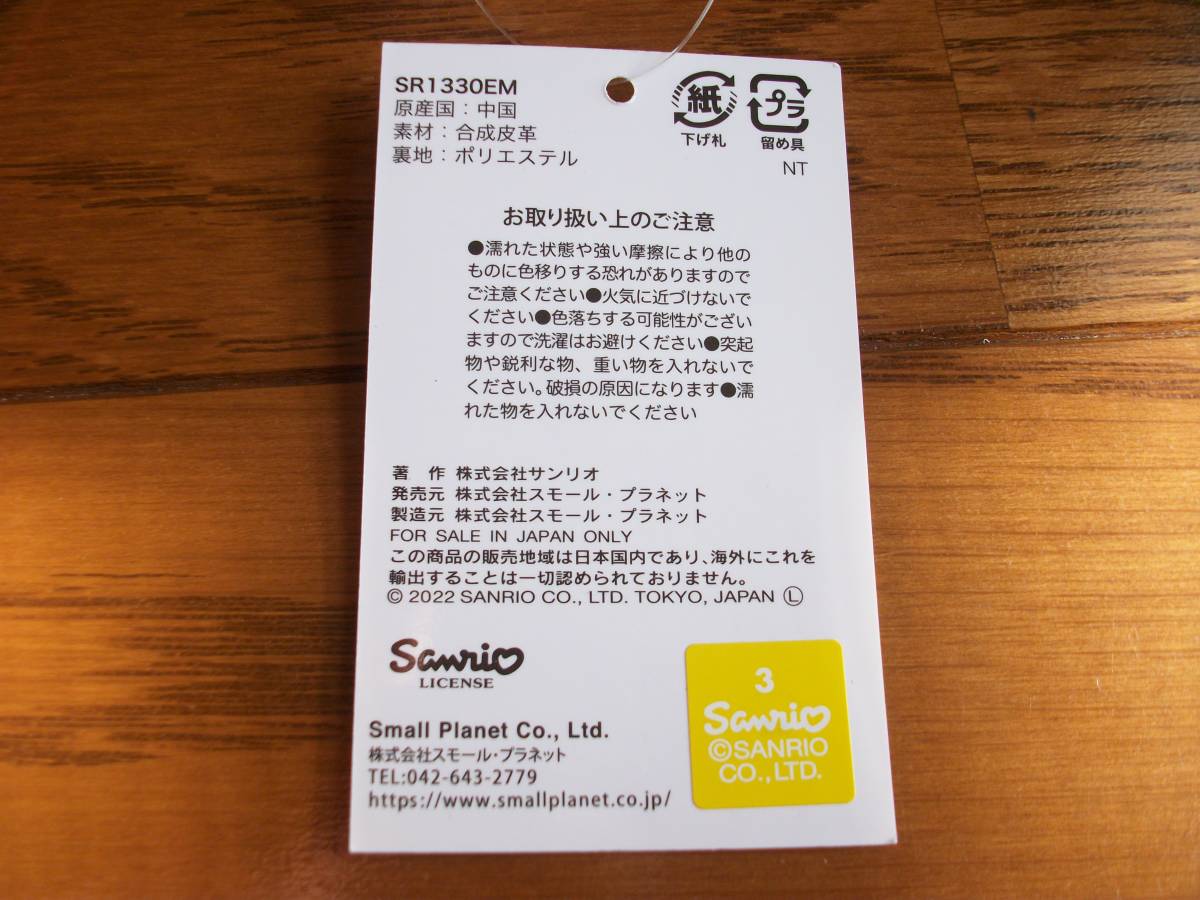 SR1330EM
原産国：中国
素材：合成皮革
裏地：ポリエステル
紙
下げ札
プラ
留め具
NT
お取り扱い上のご注意
●濡れた状態や強い摩擦により他の
ものに色移りする恐れがありますので
ご注意ください●火気に近づけないで
ください●色落ちする可能性がござい
ますので洗濯はお避けください●突起
物や鋭利な物、重い物を入れないで
ください。破損の原因になります●濡
れた物を入れないでください
著　作 株式会社サンリオ
発売元 株式会社スモール・プラネット
製造元 株式会社スモール・プラネット
FOR SALE IN JAPAN ONLY
この商品の販売地域は日本国内であり、海外にこれを
輸出することは一切認められておりません。
© 2022 SANRIO CO., LTD. TOKYO, JAPAN Ⓛ
Sanrio
LICENSE
Small Planet Co., Ltd.
株式会社スモール・プラネット
TEL:042-643-2779
https://www.smallplanet.co.jp/
3
Sanrio
©SANRIO
CO.,LTD.